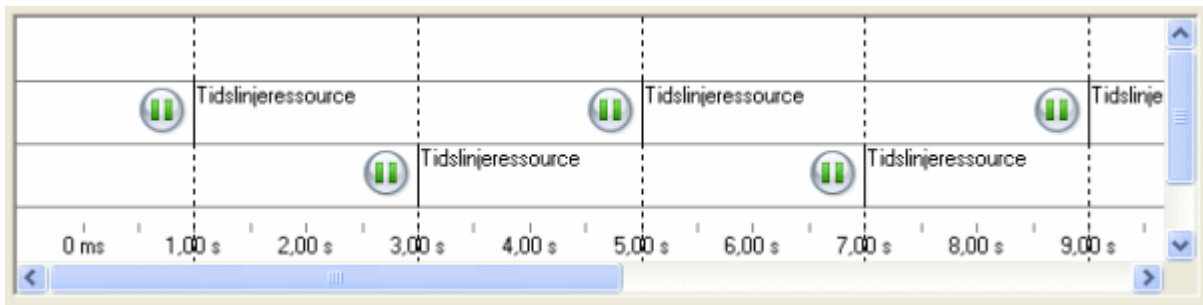 Tidslinjeressource Tidslinjeressource Tidslinje
Tidslinjeressource Tidslinjeressource
0 ms 1,00 s 2,00 s 3,00 s 4,00 s 5,00 s 6,00 s 7,00 s 8,00 s 9,00 s